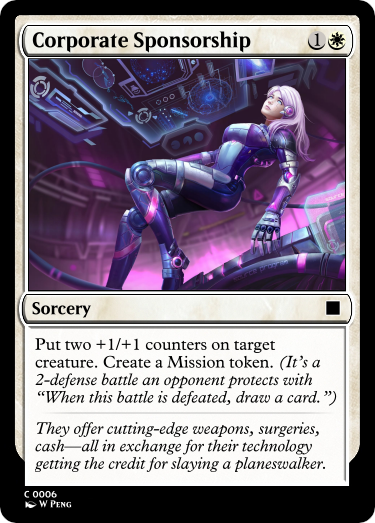 Corporate Sponsorship 1
Sorcery
Put two +1/+1 counters on target
creature. Create a Mission token. (It's a
2-defense battle an opponent protects with
“When this battle is defeated, draw a card.”)
They offer cutting-edge weapons, surgeries,
cash—all in exchange for their technology
getting the credit for slaying a planeswalker.
C 0006
W Peng